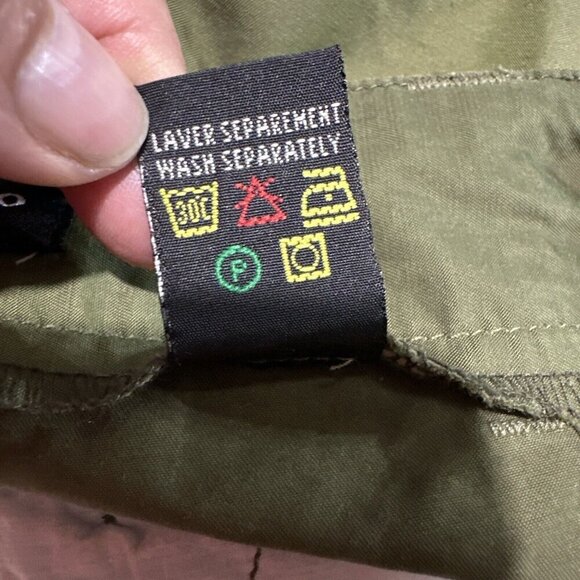 LAVER SEPAREMENT
WASH SEPARATELY
30C
P